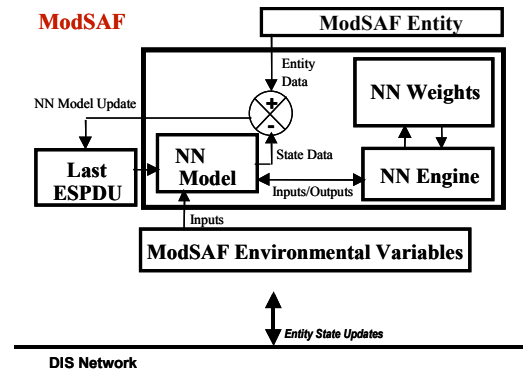 ModSAF
ModSAF Entity
Entity
Data
+
-
NN Weights
NN Model Update
NN
Model
State Data
Last
ESPDU
NN Engine
Inputs/Outputs
Inputs
ModSAF Environmental Variables
Entity State Updates
DIS Network